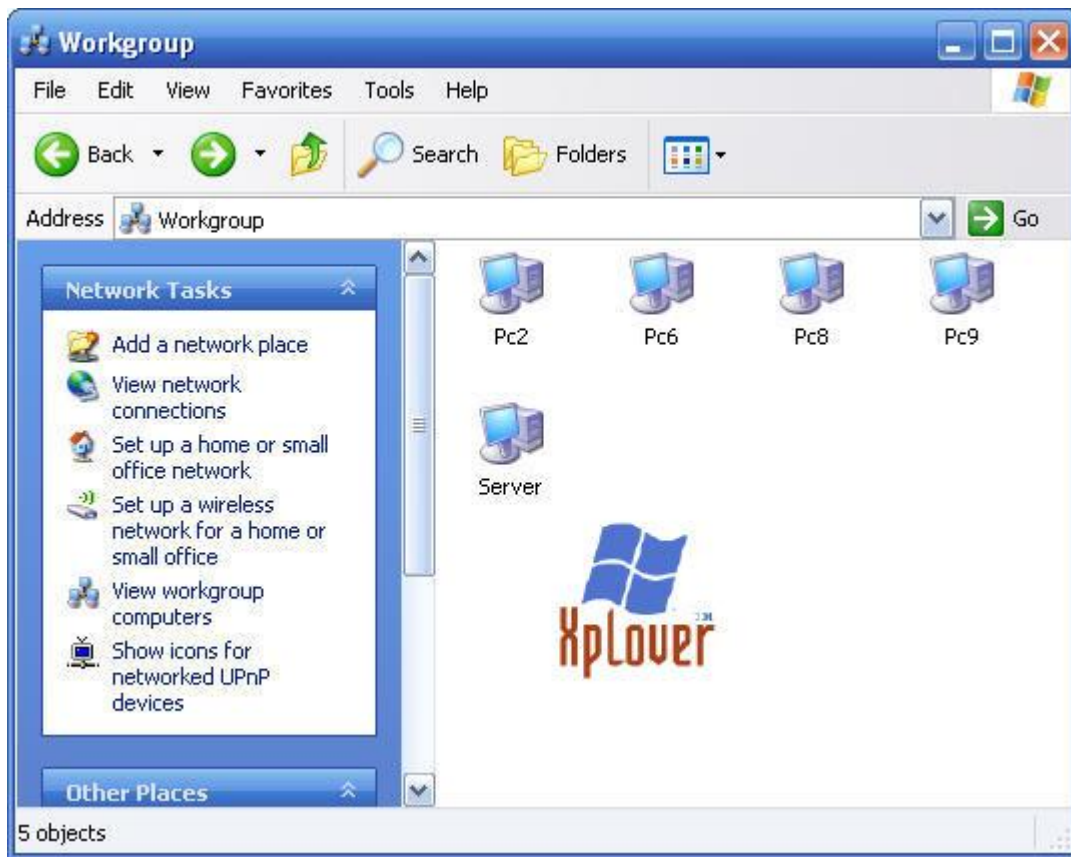 Workgroup
File Edit View Favorites Tools Help
Back Search Folders
Address Workgroup Go
Network Tasks
Add a network place
View network
connections
Set up a home or small
office network
Set up a wireless
network for a home or
small office
View workgroup
computers
Show icons for
networked UPnP
devices
Other Places
Pc2 Pc6 Pc8 Pc9
Server
XpLover
5 objects